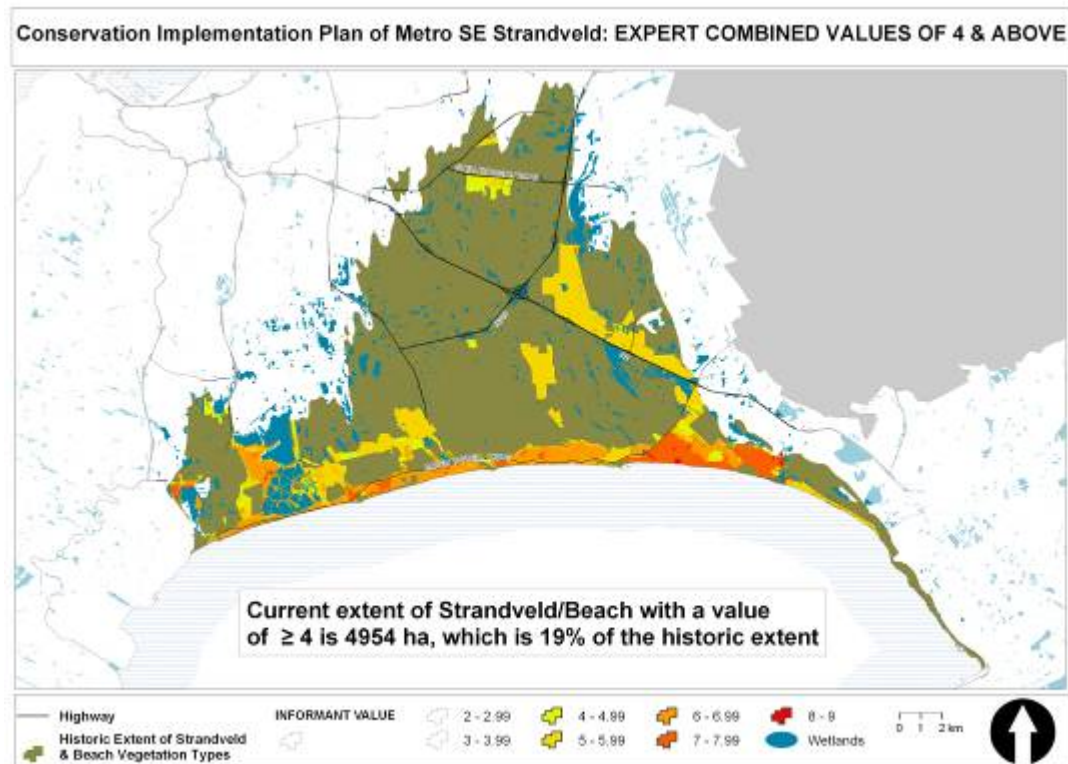 Conservation Implementation Plan of Metro SE Strandveld: EXPERT COMBINED VALUES OF 4 & ABOVE
Current extent of Strandveld/Beach with a value
of ≥ 4 is 4954 ha, which is 19% of the historic extent
Highway
Historic Extent of Strandveld
& Beach Vegetation Types
INFORMANT VALUE
2 - 2.99
3 - 3.99
4 - 4.99
5 - 5.99
6 - 6.99
7 - 7.99
8 - 9
Wetlands
0 1 2 km